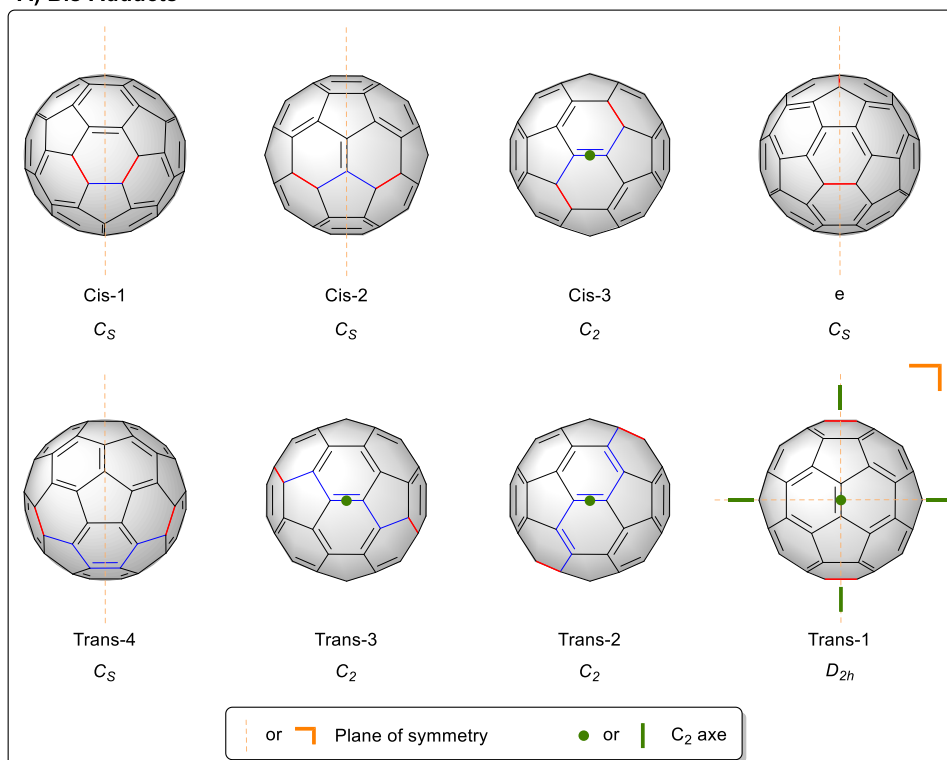 Cis-1 Cis-2 Cis-3 e
CS CS C2 CS
Trans-4 Trans-3 Trans-2 Trans-1
CS C2 C2 D2h
or Plane of symmetry or C2 axe